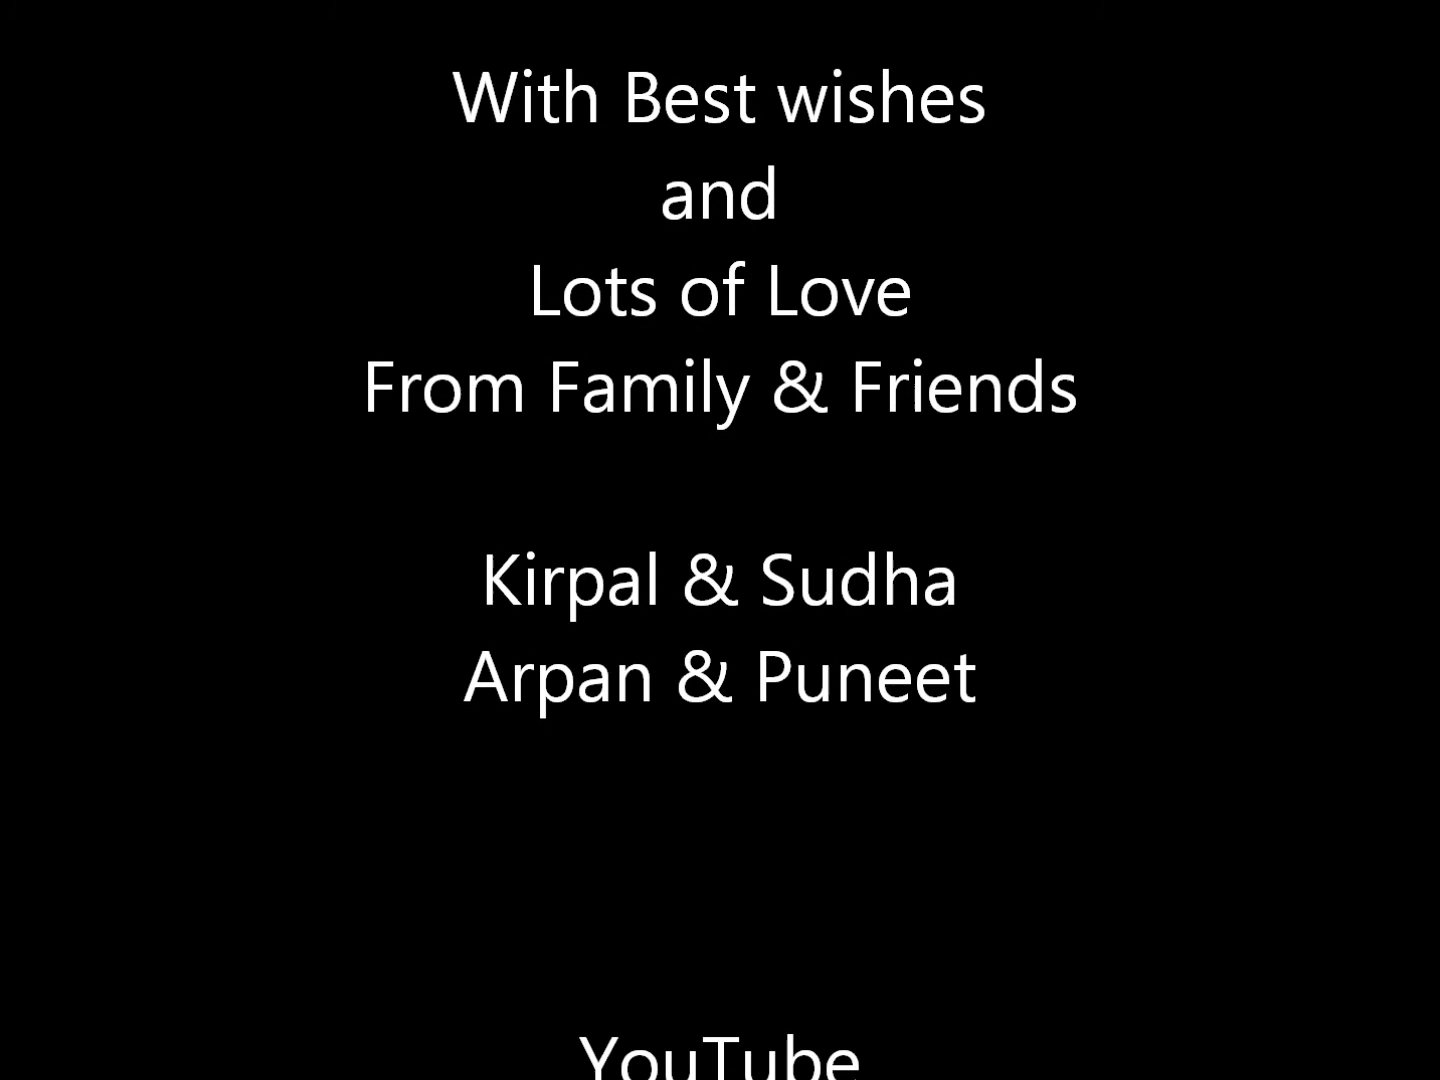 With Best wishes
and
Lots of Love
From Family & Friends
Kirpal & Sudha
Arpan & Puneet
YouTube